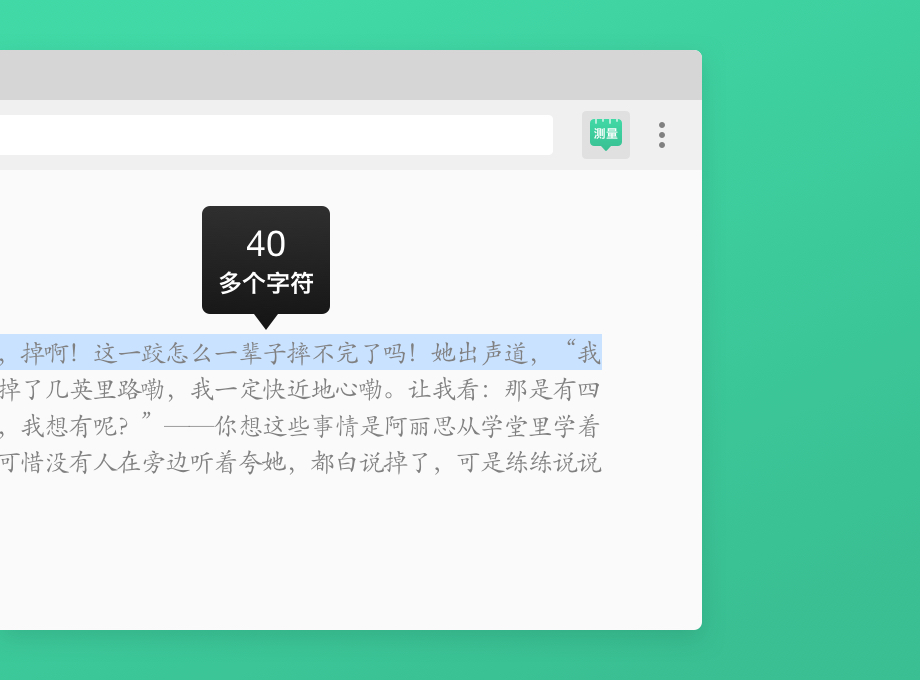 测量
40
多个字符
，掉啊！这一跤怎么一辈子摔不完了吗！她出声道，“我
掉了几英里路嘞，我一定快近地心嘞。让我看：那是有四
，我想有呢？”——你想这些事情是阿丽思从学堂里学着
可惜没有人在旁边听着夸她，都白说掉了，可是练练说说